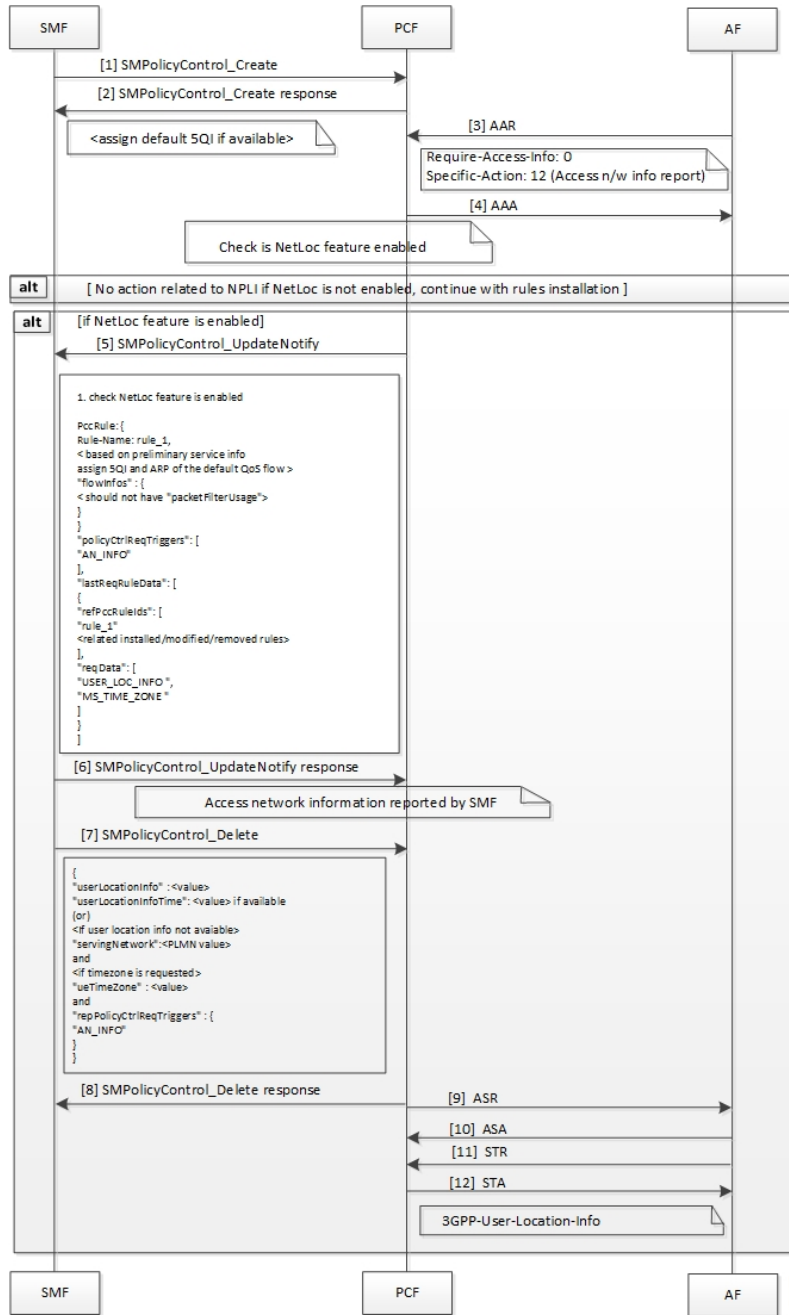 SMF
PCF
AF
[1] SMPolicyControl_Create
[2] SMPolicyControl_Create response
<assign default 5QI if available>
[3] AAR
Require-Access-Info: 0
Specific-Action: 12 (Access n/w info report)
[4] AAA
Check is NetLoc feature enabled
alt
[ No action related to NPLI if NetLoc is not enabled, continue with rules installation ]
alt
[if NetLoc feature is enabled]
[5] SMPolicyControl_UpdateNotify
1. check NetLoc feature is enabled
PccRule: {
Rule-Name: rule_1,
< based on preliminary service info
assign 5QI and ARP of the default QoS flow >
"flowInfos" : {
< should not have "packetFilterUsage">
}
}
"policyCtrlReqTriggers": [
"AN_INFO"
],
"lastReqRuleData": [
{
"refPccRuleIds": [
"rule_1"
<related installed/modified/removed rules>
],
"reqData": [
"USER_LOC_INFO ",
"MS_TIME_ZONE "
]
}
]
[6] SMPolicyControl_UpdateNotify response
Access network information reported by SMF
[7] SMPolicyControl_Delete
{
"userLocationInfo" : <value>
"userLocationInfoTime": <value> if available
(or)
<If user location info not avaiable>
"servingNetwork":<PLMN value>
and
<if timezone is requested>
"ueTimeZone" : <value>
and
"repPolicyCtrlReqTriggers" : {
"AN_INFO"
}
}
[8] SMPolicyControl_Delete response
[9] ASR
[10] ASA
[11] STR
[12] STA
3GPP-User-Location-Info
SMF
PCF
AF